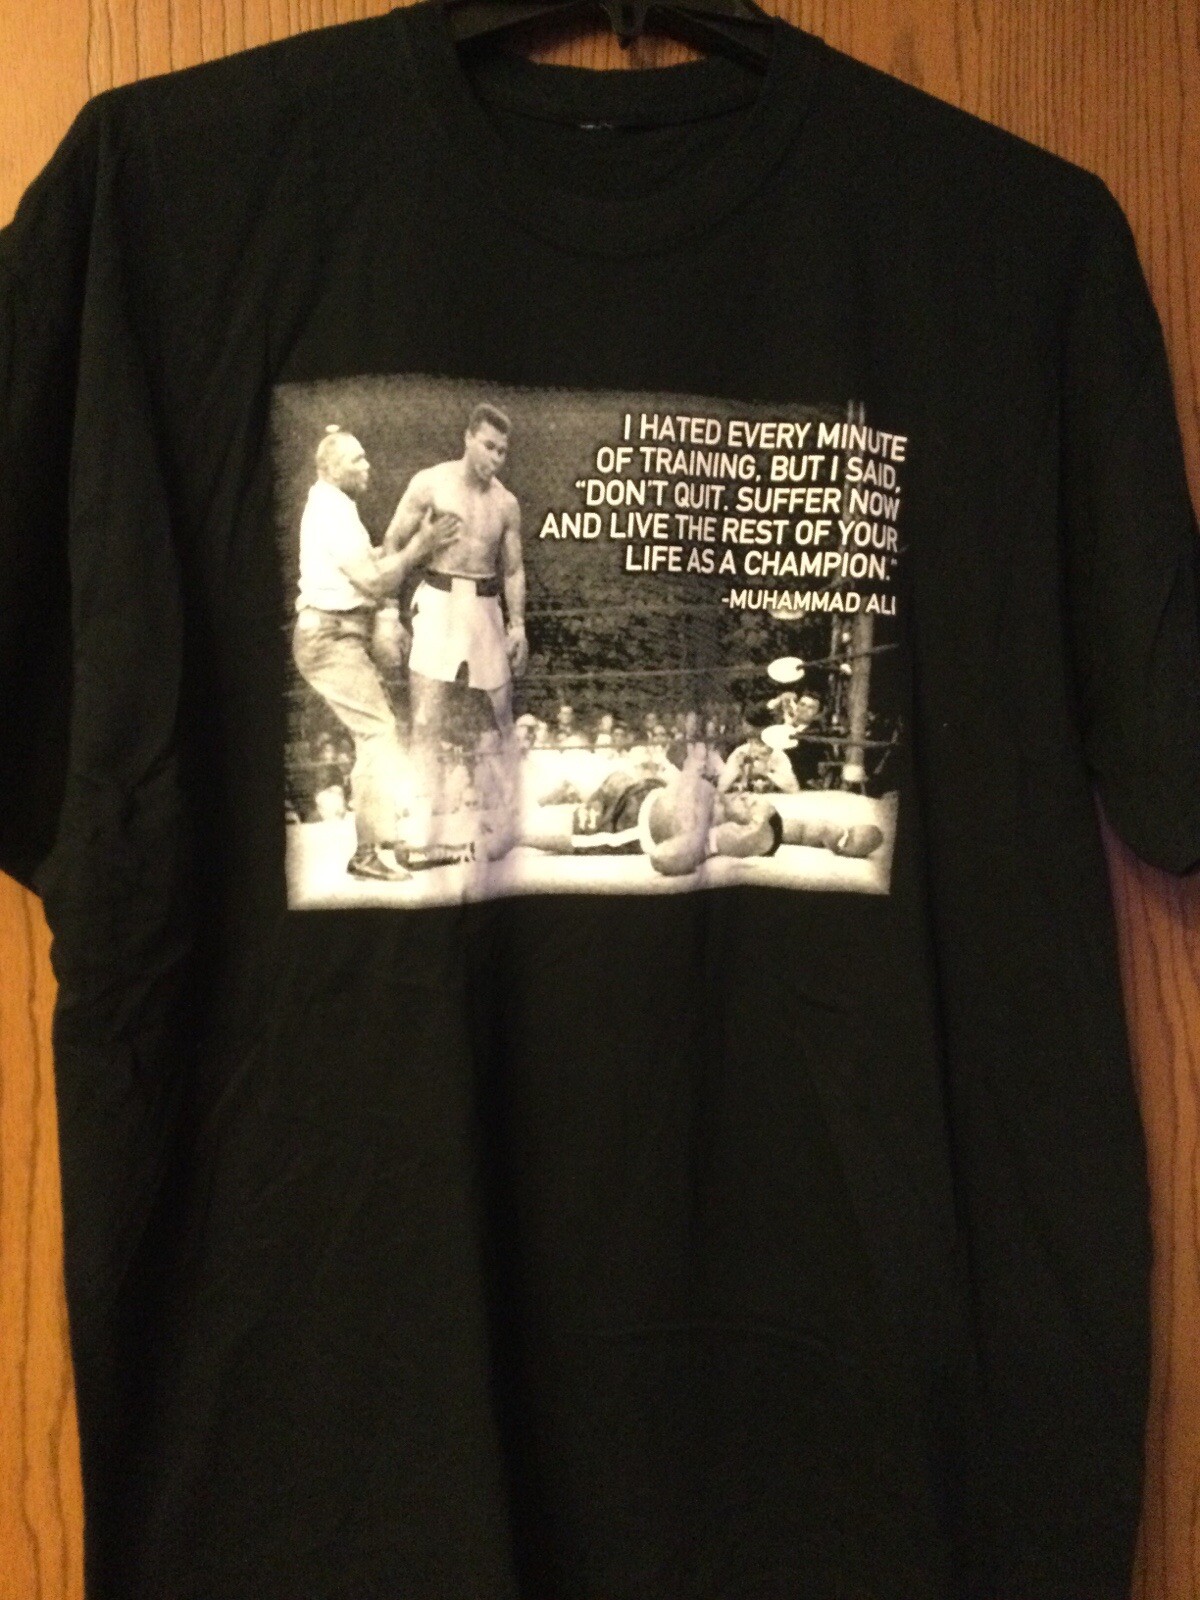 I HATED EVERY MINUTE
OF TRAINING, BUT I SAID,
“DON'T QUIT. SUFFER NOW
AND LIVE THE REST OF YOUR
LIFE AS A CHAMPION.”
-MUHAMMAD ALI